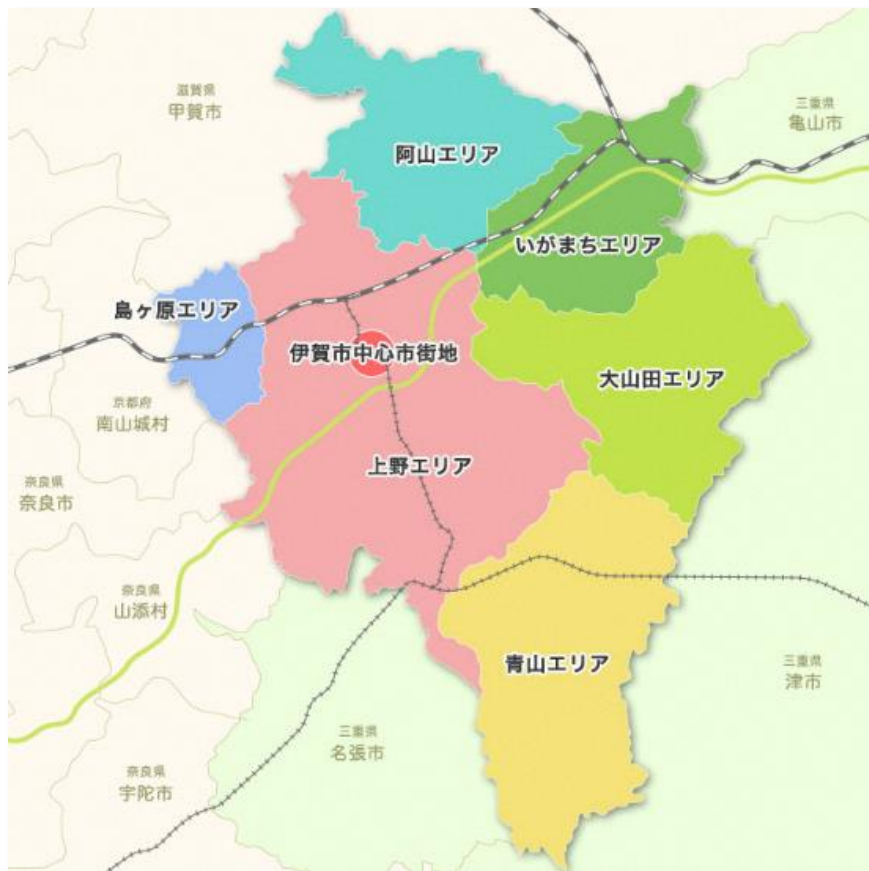 滋賀県
甲賀市
三重県
亀山市
阿山エリア
いがまちエリア
島ヶ原エリア
伊賀市中心市街地
大山田エリア
京都府
南山城村
上野エリア
奈良県
奈良市
奈良県
山添村
青山エリア
三重県
津市
三重県
名張市
奈良県
宇陀市